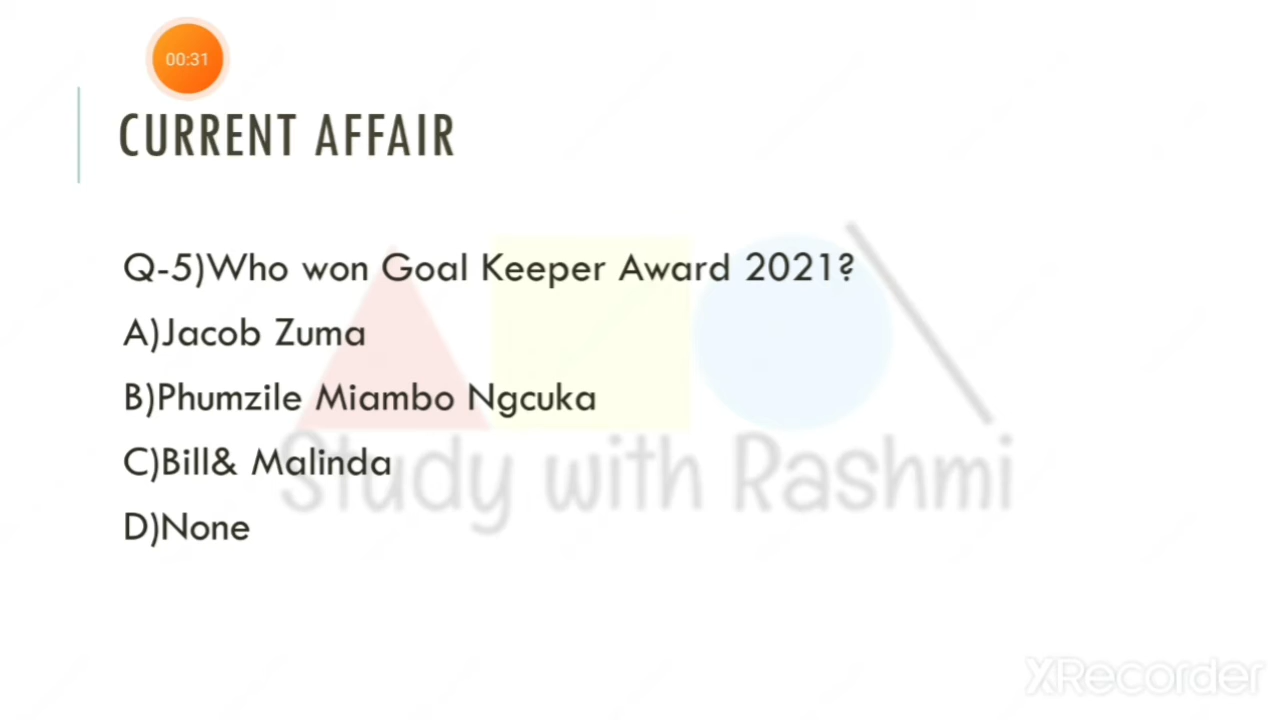 00:31
CURRENT AFFAIR
Q-5)Who won Goal Keeper Award 2021?
A)Jacob Zuma
B)Phumzile Miambo Ngcuka
C)Bill& Malinda
D)None
Study with Rashmi
XRecorder